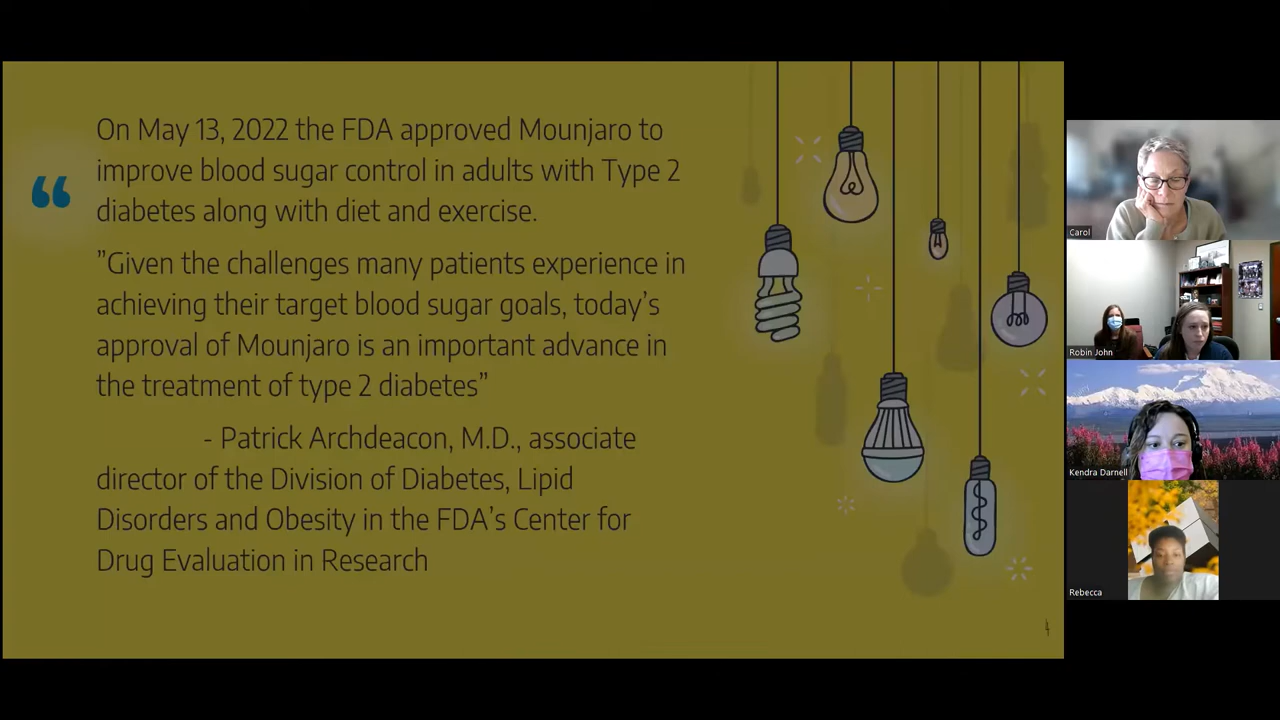 On May 13, 2022 the FDA approved Mounjaro to
improve blood sugar control in adults with Type 2
“
diabetes along with diet and exercise.
”Given the challenges many patients experience in
achieving their target blood sugar goals, today’s
approval of Mounjaro is an important advance in
the treatment of type 2 diabetes”
- Patrick Archdeacon, M.D., associate
director of the Division of Diabetes, Lipid
Disorders and Obesity in the FDA’s Center for
Drug Evaluation in Research
4
Carol
Robin John
Kendra Darnell
Rebecca